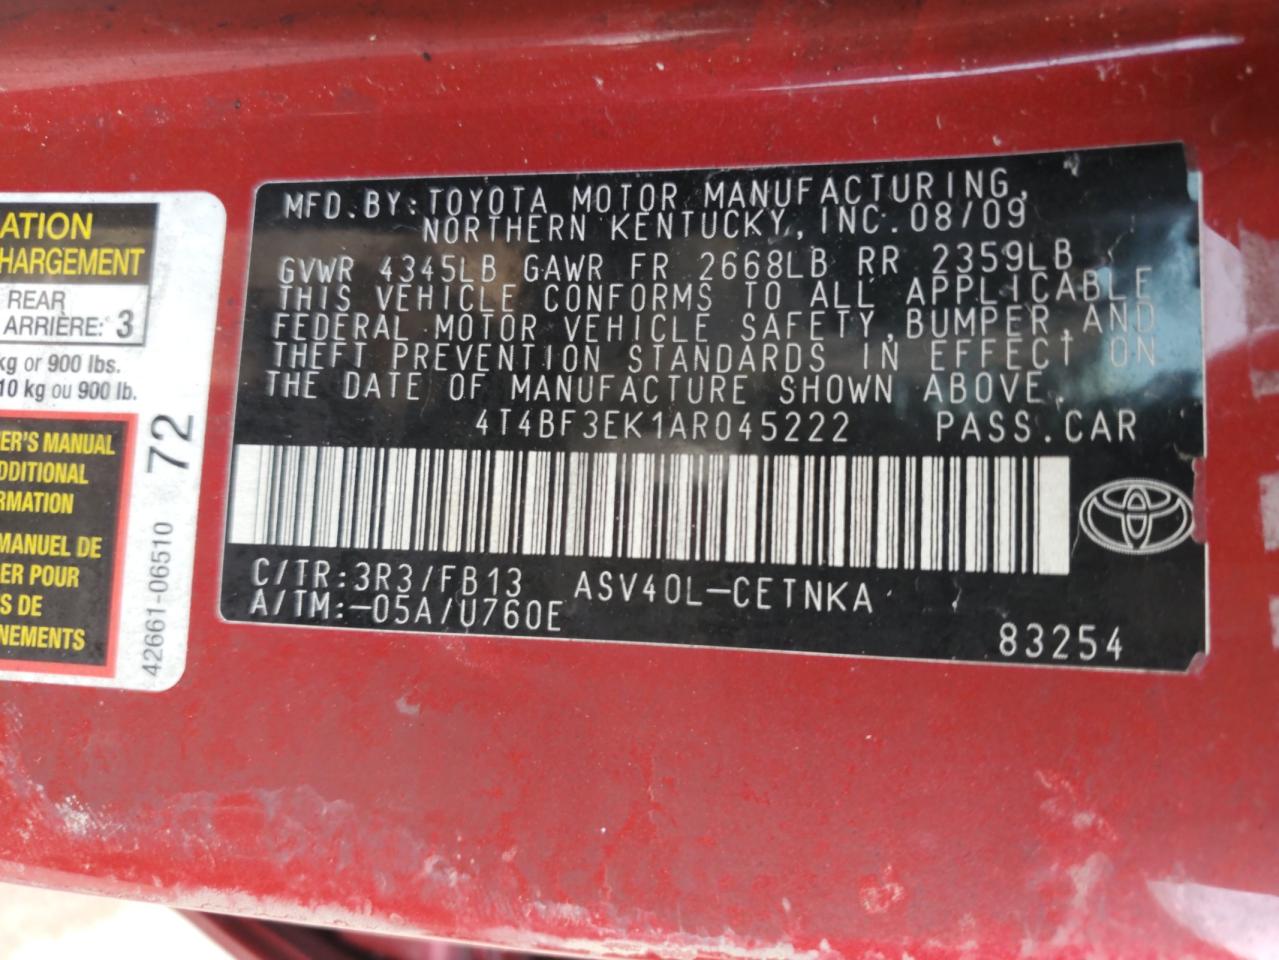 ATION
HARGEMENT
REAR
ARRIÈRE: 3
kg or 900 lbs.
10 kg ou 900 lb.
ER'S MANUAL
DDITIONAL
RMATION
MANUEL DE
ER POUR
S DE
NEMENTS
42661-06510 72
MFD. BY: TOYOTA MOTOR MANUFACTURING,
NORTHERN KENTUCKY, INC. 08/09
GVWR 4345LB GAWR FR 2668LB RR 2359LB
THIS VEHICLE CONFORMS TO ALL APPLICABLE
FEDERAL MOTOR VEHICLE SAFETY, BUMPER, AND
THEFT PREVENTION STANDARDS IN EFFECT ON
THE DATE OF MANUFACTURE SHOWN ABOVE.
4T4BF3EK1AR045222 PASS. CAR
C/TR: 3R3/FB13 ASV40L-CETNKA
A/TM: -05A/U760E
83254